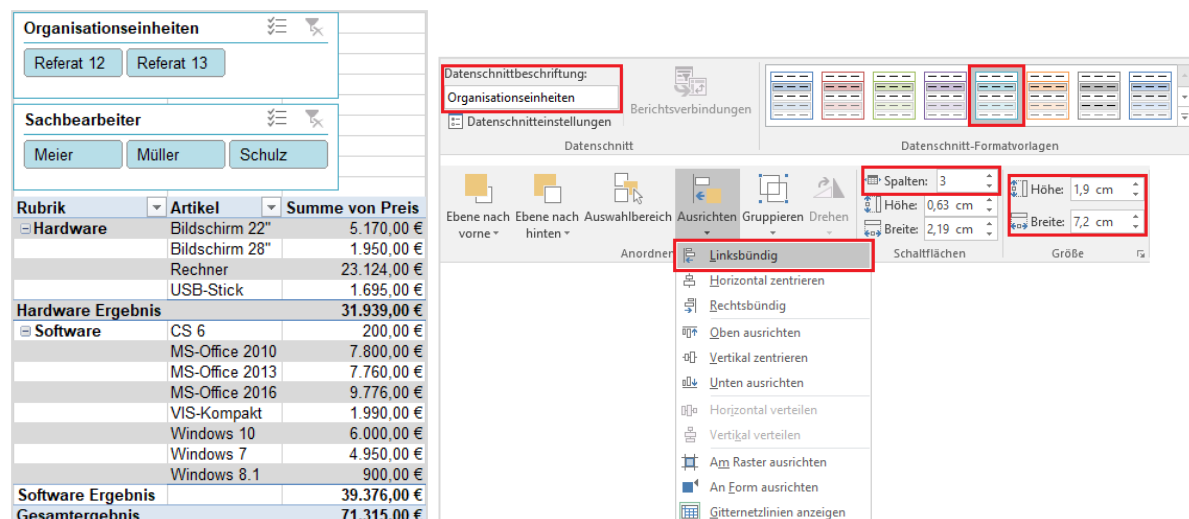 Organisationseinheiten
Referat 12 Referat 13
Sachbearbeiter
Meier Müller Schulz
Rubrik Artikel Summe von Preis
Hardware Bildschirm 22" 5.170,00 €
Bildschirm 28" 1.950,00 €
Rechner 23.124,00 €
USB-Stick 1.695,00 €
Hardware Ergebnis 31.939,00 €
Software CS 6 200,00 €
MS-Office 2010 7.800,00 €
MS-Office 2013 7.760,00 €
MS-Office 2016 9.776,00 €
VIS-Kompakt 1.990,00 €
Windows 10 6.000,00 €
Windows 7 4.950,00 €
Windows 8.1 900,00 €
Software Ergebnis 39.376,00 €
Gesamtergebnis 71.315,00 €
Datenschnittbeschriftung:
Organisationseinheiten
Datenschnitteinstellungen
Berichtsverbindungen
Datenschnitt
Datenschnitt-Formatvorlagen
Ebene nach vorne
Ebene nach hinten
Auswahlbereich
Ausrichten
Gruppieren
Drehen
Anordnen
Spalten: 3
Höhe: 0,63 cm
Breite: 2,19 cm
Schaltflächen
Höhe: 1,9 cm
Breite: 7,2 cm
Größe
Linksbündig
Horizontal zentrieren
Rechtsbündig
Oben ausrichten
Vertikal zentrieren
Unten ausrichten
Horizontal verteilen
Vertikal verteilen
Am Raster ausrichten
An Form ausrichten
Gitternetzlinien anzeigen